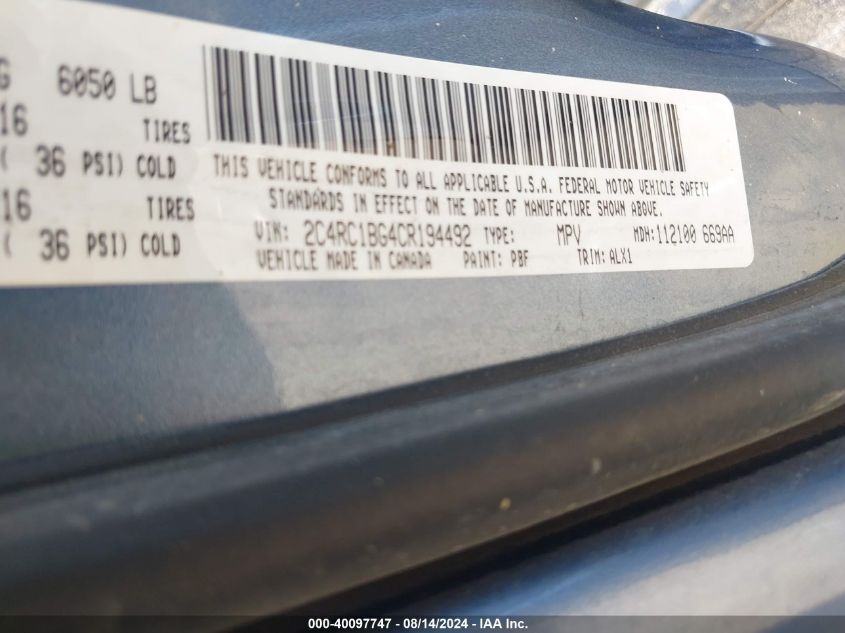 G 6050 LB
16 TIRES
( 36 PSI) COLD
16 TIRES
( 36 PSI) COLD
THIS VEHICLE CONFORMS TO ALL APPLICABLE U.S.A. FEDERAL MOTOR VEHICLE SAFETY
STANDARDS IN EFFECT ON THE DATE OF MANUFACTURE SHOWN ABOVE.
VIN: 2C4RC1BG4CR194492 TYPE: MPV MDH:112100 669AA
VEHICLE MADE IN CANADA PAINT: PBF TRIM: ALX1
000-40097747 - 08/14/2024 - IAA Inc.